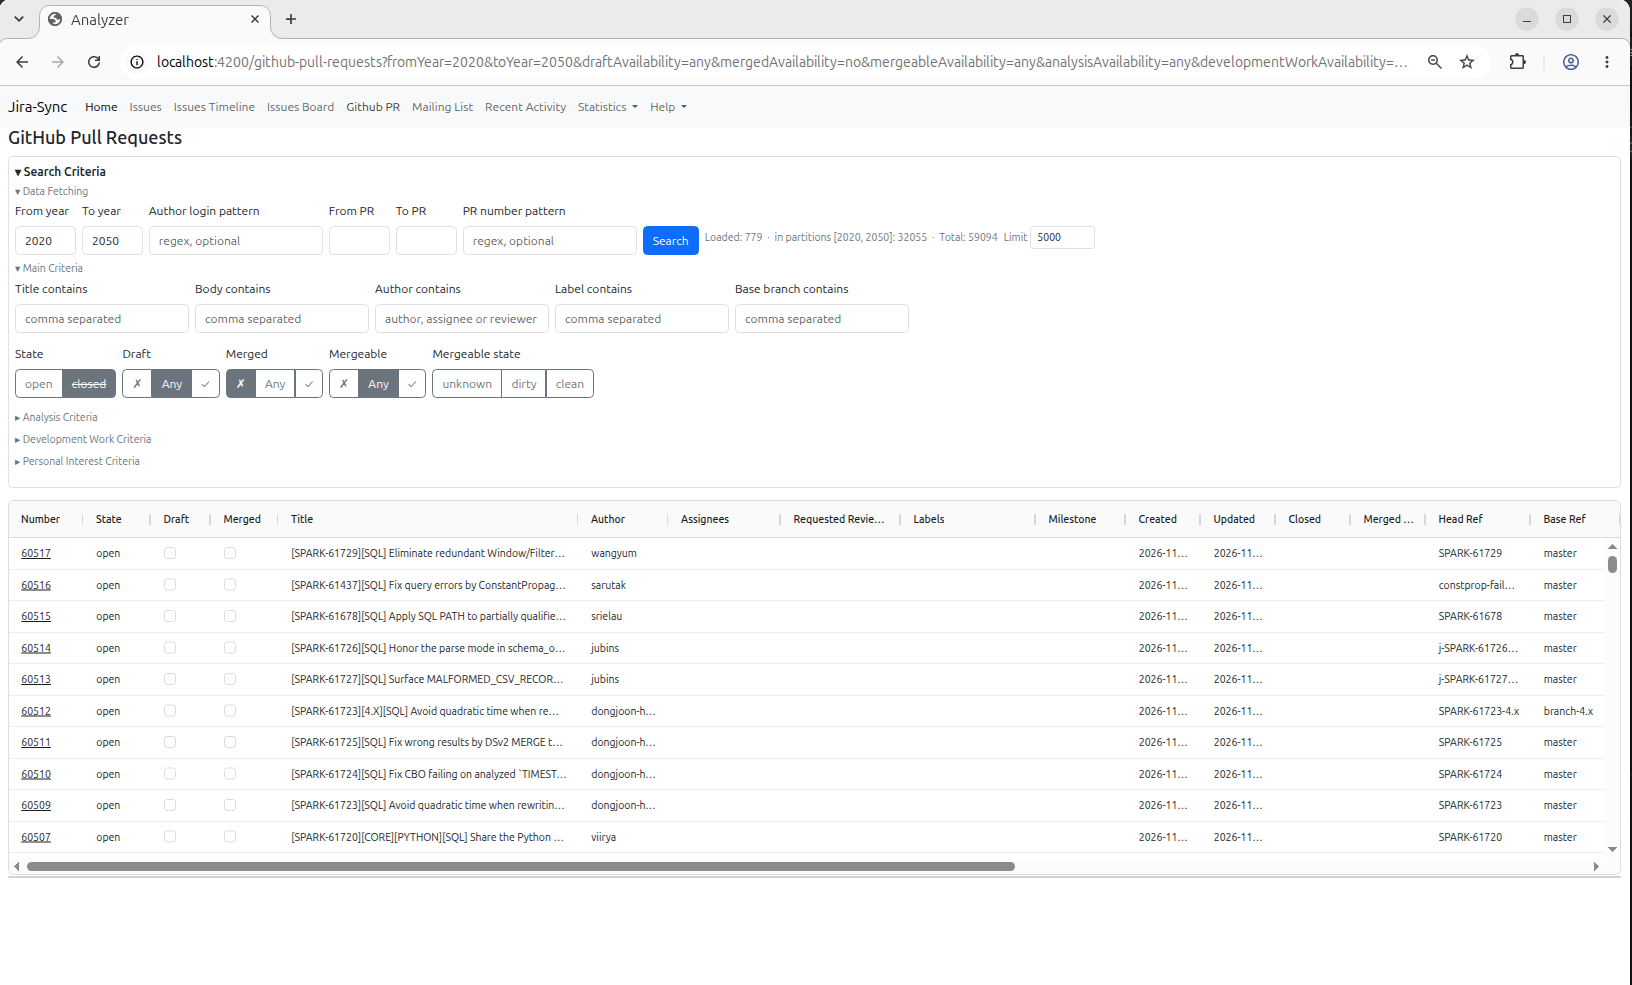 Analyzer
localhost:4200/github-pull-requests?fromYear=2020&toYear=2050&draftAvailability=any&mergedAvailability=no&mergeableAvailability=any&analysisAvailability=any&developmentWorkAvailability=...
Jira-Sync Home Issues Issues Timeline Issues Board Github PR Mailing List Recent Activity Statistics Help
GitHub Pull Requests
Search Criteria
Data Fetching
From year To year Author login pattern From PR To PR PR number pattern
2020 2050 regex, optional regex, optional Search Loaded: 779 · in partitions [2020, 2050]: 32055 · Total: 59094 Limit 5000
Main Criteria
Title contains Body contains Author contains Label contains Base branch contains
comma separated comma separated author, assignee or reviewer comma separated comma separated
State Draft Merged Mergeable Mergeable state
open closed ✗ Any ✓ ✗ Any ✓ ✗ Any ✓ unknown dirty clean
Analysis Criteria
Development Work Criteria
Personal Interest Criteria
Number State Draft Merged Title Author Assignees Requested Revie... Labels Milestone Created Updated Closed Merged ... Head Ref Base Ref
60517 open [SPARK-61729][SQL] Eliminate redundant Window/Filter... wangyum 2026-11... 2026-11... SPARK-61729 master
60516 open [SPARK-61437][SQL] Fix query errors by ConstantPropag... sarutak 2026-11... 2026-11... constprop-fail... master
60515 open [SPARK-61678][SQL] Apply SQL PATH to partially qualifie... srielau 2026-11... 2026-11... SPARK-61678 master
60514 open [SPARK-61726][SQL] Honor the parse mode in schema_o... jubins 2026-11... 2026-11... j-SPARK-61726... master
60513 open [SPARK-61727][SQL] Surface MALFORMED_CSV_RECOR... jubins 2026-11... 2026-11... j-SPARK-61727... master
60512 open [SPARK-61723][4.X][SQL] Avoid quadratic time when re... dongjoon-h... 2026-11... 2026-11... SPARK-61723-4.x branch-4.x
60511 open [SPARK-61725][SQL] Fix wrong results by DSv2 MERGE t... dongjoon-h... 2026-11... 2026-11... SPARK-61725 master
60510 open [SPARK-61724][SQL] Fix CBO failing on analyzed `TIMEST... dongjoon-h... 2026-11... 2026-11... SPARK-61724 master
60509 open [SPARK-61723][SQL] Avoid quadratic time when rewritin... dongjoon-h... 2026-11... 2026-11... SPARK-61723 master
60507 open [SPARK-61720][CORE][PYTHON][SQL] Share the Python ... viirya 2026-11... 2026-11... SPARK-61720 master